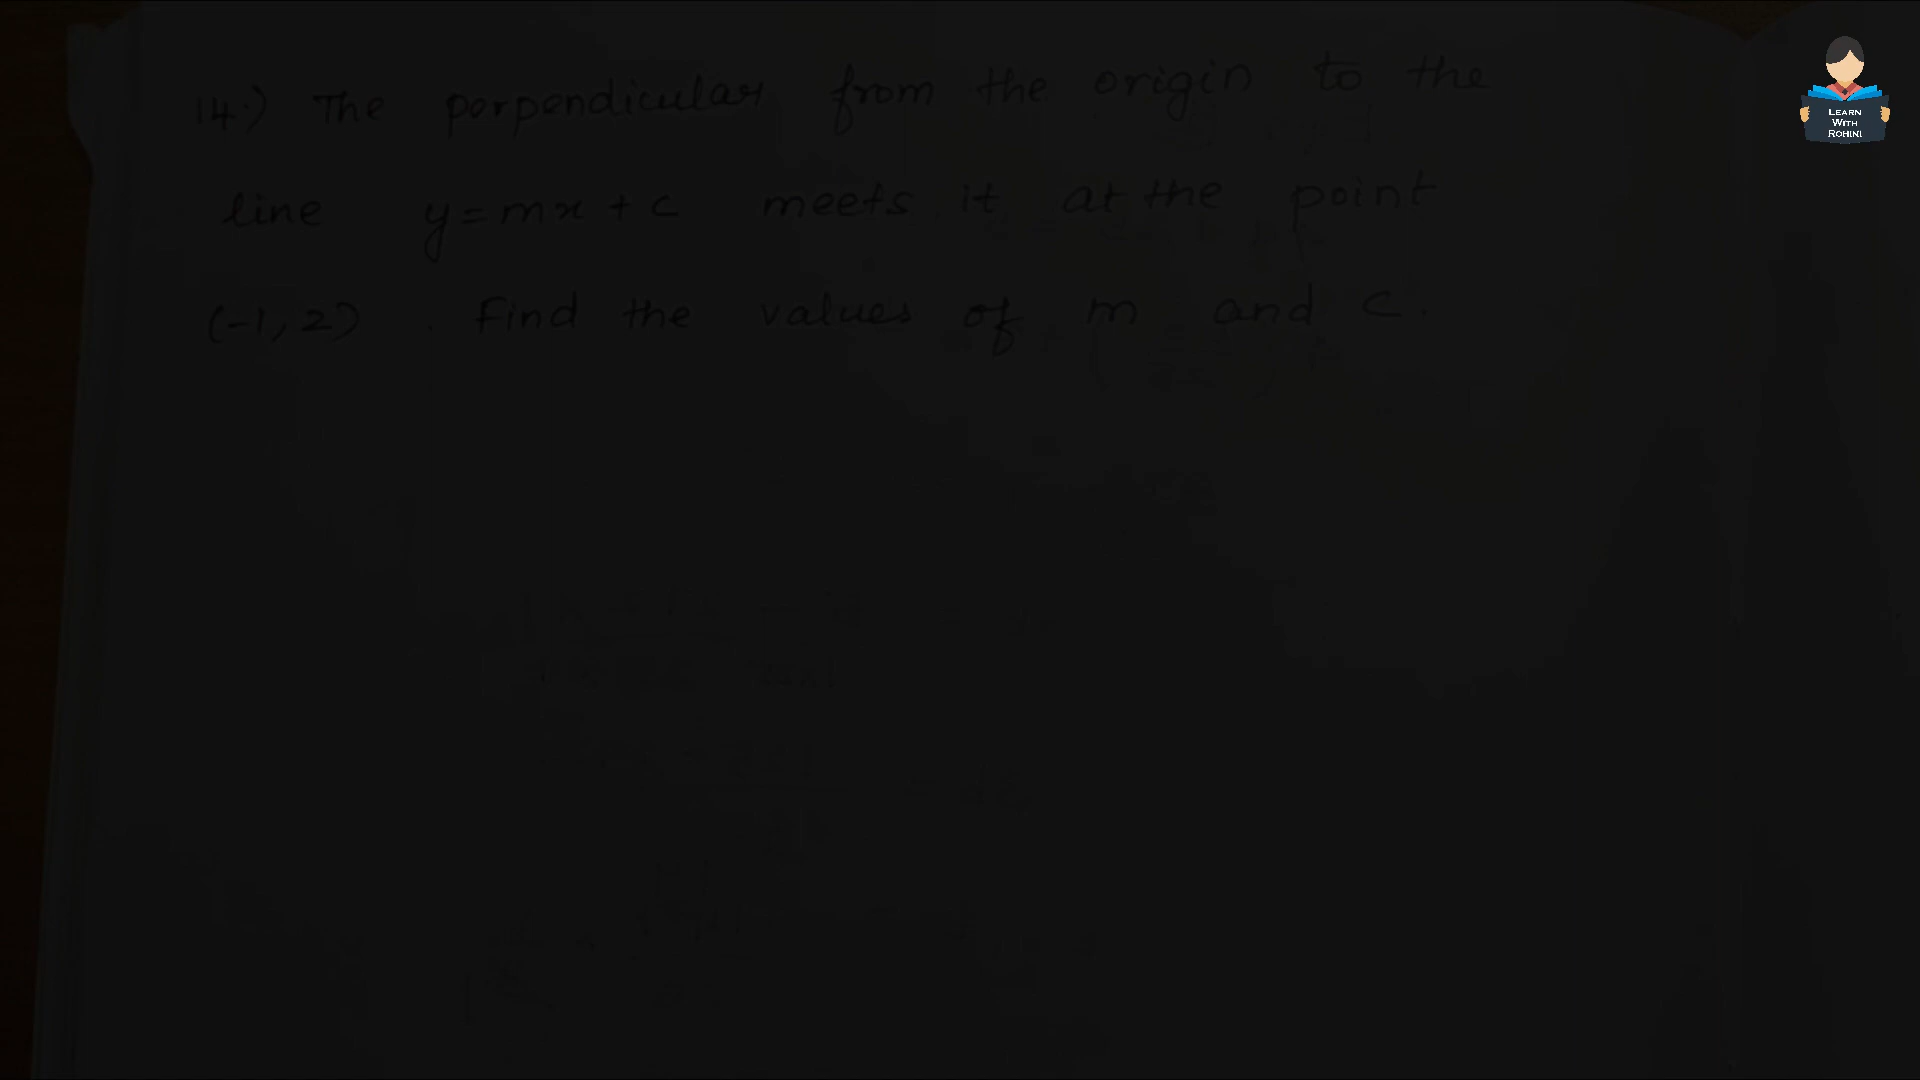 14.) The perpendicular from the origin to the
line y = mx + c meets it at the point
(-1, 2) . Find the values of m and c.
LEARN
WITH
ROHINI